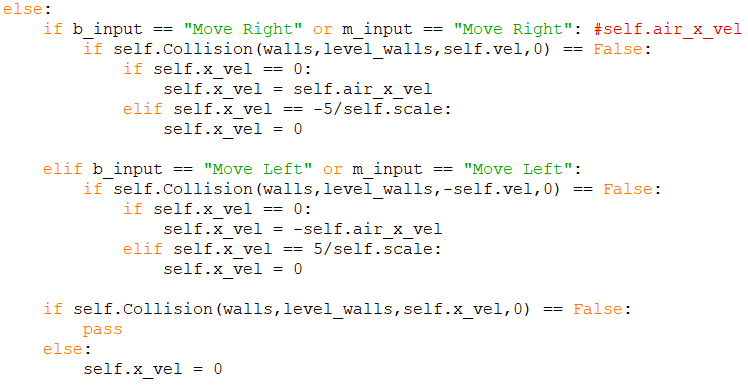 else:
    if b_input == "Move Right" or m_input == "Move Right": #self.air_x_vel
        if self.Collision(walls,level_walls,self.vel,0) == False:
            if self.x_vel == 0:
                self.x_vel = self.air_x_vel
            elif self.x_vel == -5/self.scale:
                self.x_vel = 0

    elif b_input == "Move Left" or m_input == "Move Left":
        if self.Collision(walls,level_walls,-self.vel,0) == False:
            if self.x_vel == 0:
                self.x_vel = -self.air_x_vel
            elif self.x_vel == 5/self.scale:
                self.x_vel = 0

    if self.Collision(walls,level_walls,self.x_vel,0) == False:
        pass
    else:
        self.x_vel = 0